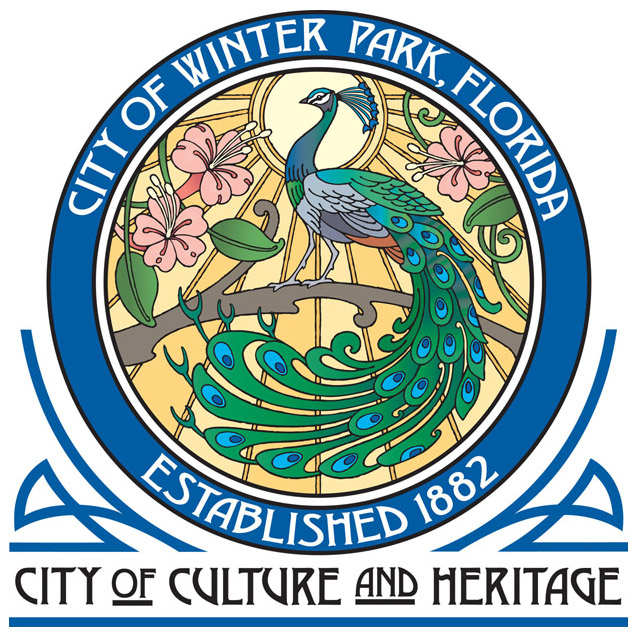 CITY OF WINTER PARK, FLORIDA
ESTABLISHED 1882
CITY OF CULTURE AND HERITAGE